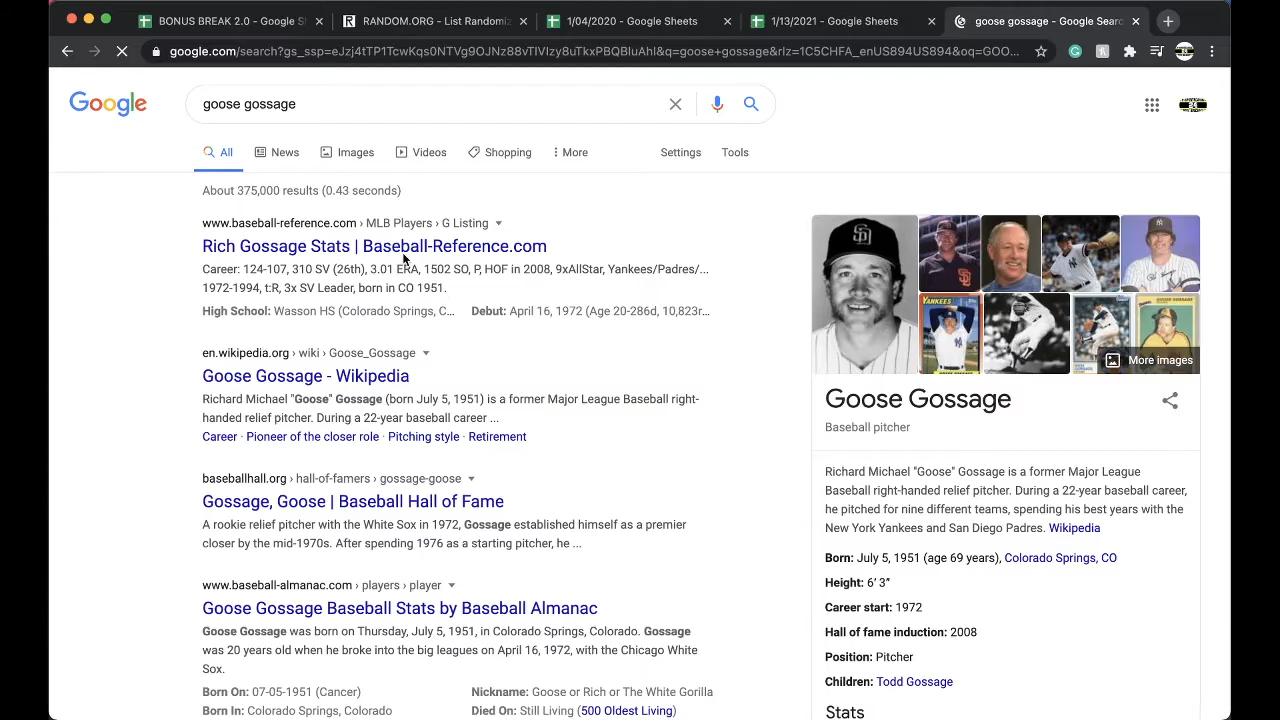 BONUS BREAK 2.0 - Google S
RANDOM.ORG - List Randomiz
1/04/2020 - Google Sheets
1/13/2021 - Google Sheets
goose gossage - Google Sear
google.com/search?gs_ssp=eJzj4tTP1TcwKqs0NTVg9OJNz88vTlVIzy8uTkxPBQBluAhI&q=goose+gossage&rlz=1C5CHFA_enUS894US894&oq=GOO...
Google
goose gossage
All
News
Images
Videos
Shopping
More
Settings
Tools
About 375,000 results (0.43 seconds)
www.baseball-reference.com › MLB Players › G Listing
Rich Gossage Stats | Baseball-Reference.com
Career: 124-107, 310 SV (26th), 3.01 ERA, 1502 SO, P, HOF in 2008, 9xAllStar, Yankees/Padres/...
1972-1994, t:R, 3x SV Leader, born in CO 1951.
High School: Wasson HS (Colorado Springs, C...
Debut: April 16, 1972 (Age 20-286d, 10,823r...
en.wikipedia.org › wiki › Goose_Gossage
Goose Gossage - Wikipedia
Richard Michael "Goose" Gossage (born July 5, 1951) is a former Major League Baseball right-
handed relief pitcher. During a 22-year baseball career ...
Career · Pioneer of the closer role · Pitching style · Retirement
baseballhall.org › hall-of-famers › gossage-goose
Gossage, Goose | Baseball Hall of Fame
A rookie relief pitcher with the White Sox in 1972, Gossage established himself as a premier
closer by the mid-1970s. After spending 1976 as a starting pitcher, he ...
www.baseball-almanac.com › players › player
Goose Gossage Baseball Stats by Baseball Almanac
Goose Gossage was born on Thursday, July 5, 1951, in Colorado Springs, Colorado. Gossage
was 20 years old when he broke into the big leagues on April 16, 1972, with the Chicago White
Sox.
Born On: 07-05-1951 (Cancer)
Nickname: Goose or Rich or The White Gorilla
Born In: Colorado Springs, Colorado
Died On: Still Living (500 Oldest Living)
YANKEES
More images
Goose Gossage
Baseball pitcher
Richard Michael "Goose" Gossage is a former Major League
Baseball right-handed relief pitcher. During a 22-year baseball career,
he pitched for nine different teams, spending his best years with the
New York Yankees and San Diego Padres. Wikipedia
Born: July 5, 1951 (age 69 years), Colorado Springs, CO
Height: 6′ 3″
Career start: 1972
Hall of fame induction: 2008
Position: Pitcher
Children: Todd Gossage
Stats